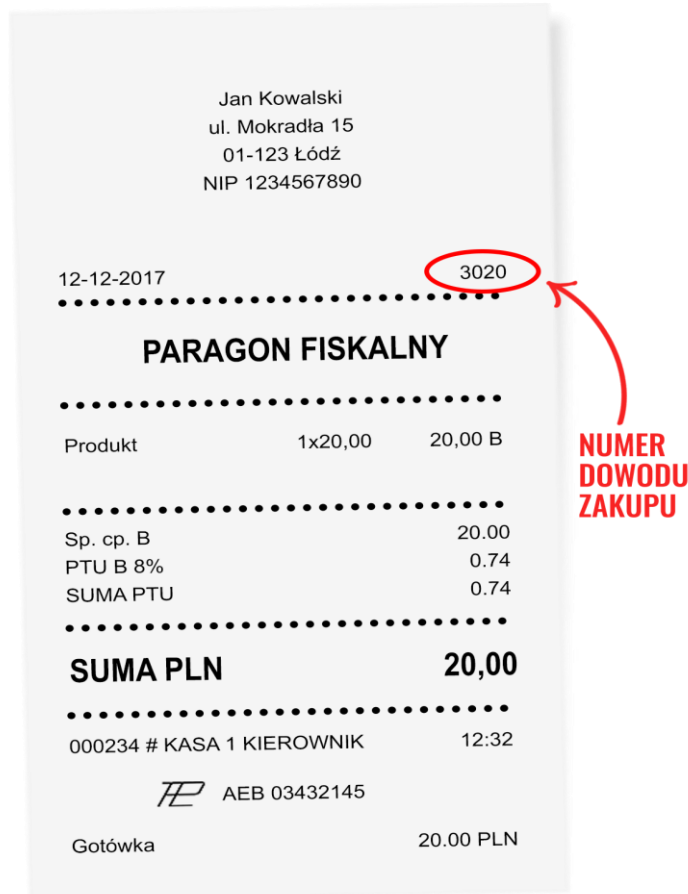 Jan Kowalski
ul. Mokradła 15
01-123 Łódź
NIP 1234567890
12-12-2017 3020
PARAGON FISKALNY
Produkt 1x20,00 20,00 B
Sp. cp. B 20.00
PTU B 8% 0.74
SUMA PTU 0.74
SUMA PLN 20,00
000234 # KASA 1 KIEROWNIK 12:32
AEB 03432145
Gotówka 20.00 PLN
NUMER
DOWODU
ZAKUPU